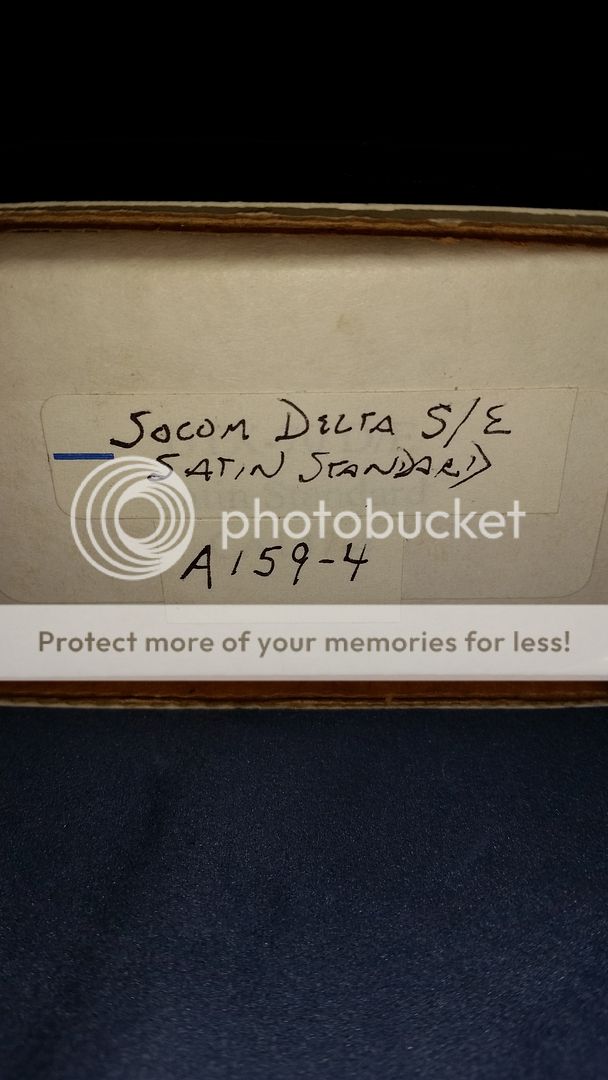 SOCOM DELTA S/E
SATIN STANDARD
photobucket
A159-4
Protect more of your memories for less!